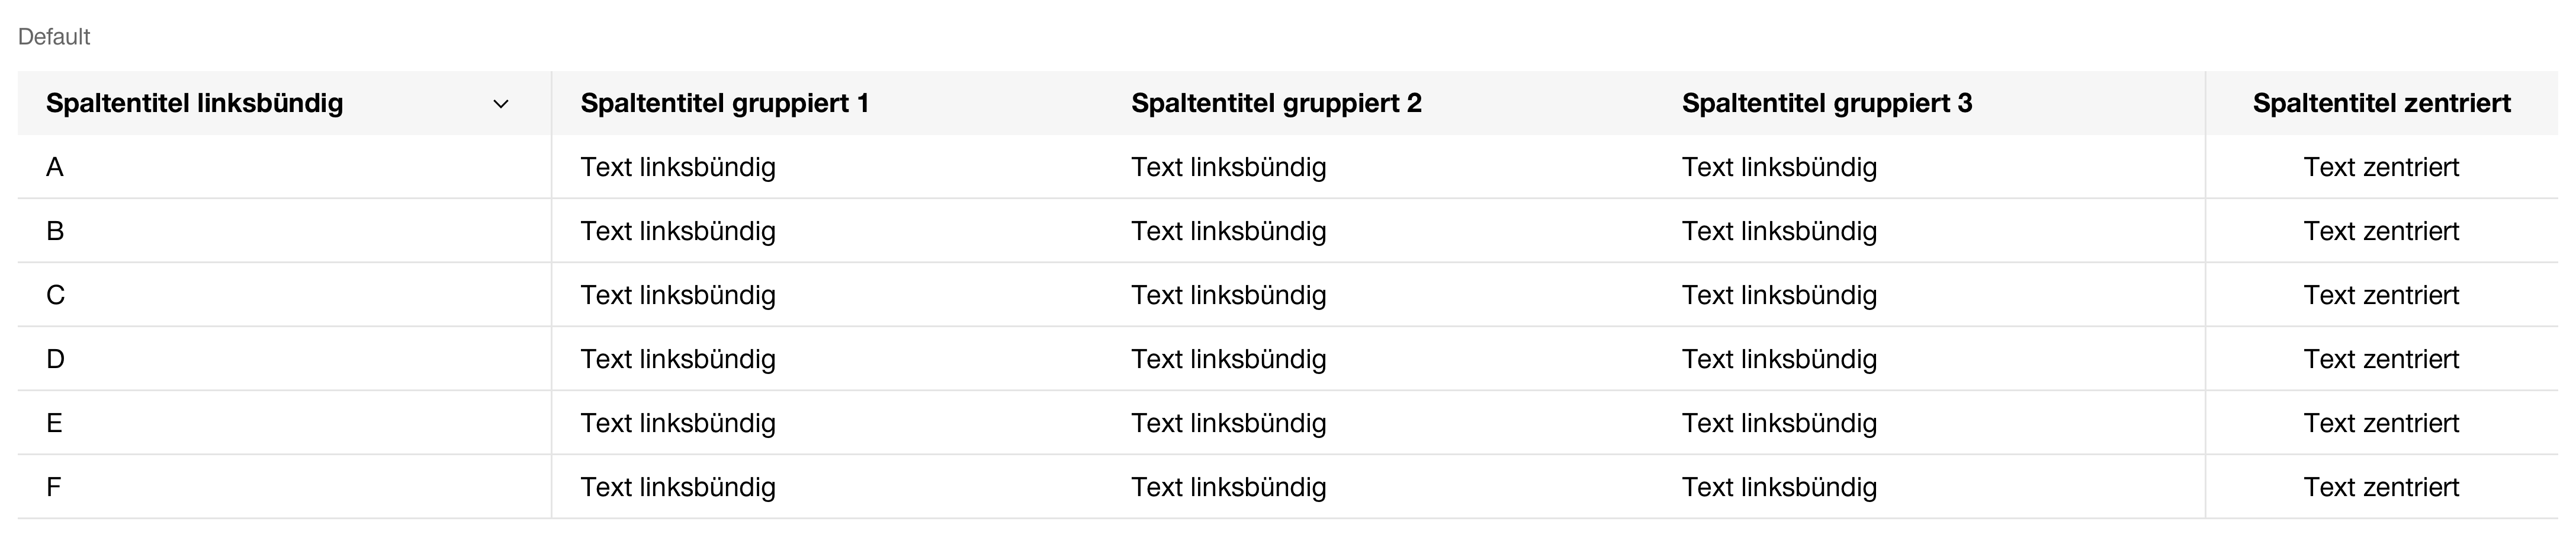 Default
Spaltentitel linksbündig Spaltentitel gruppiert 1 Spaltentitel gruppiert 2 Spaltentitel gruppiert 3 Spaltentitel zentriert
A Text linksbündig Text linksbündig Text linksbündig Text zentriert
B Text linksbündig Text linksbündig Text linksbündig Text zentriert
C Text linksbündig Text linksbündig Text linksbündig Text zentriert
D Text linksbündig Text linksbündig Text linksbündig Text zentriert
E Text linksbündig Text linksbündig Text linksbündig Text zentriert
F Text linksbündig Text linksbündig Text linksbündig Text zentriert